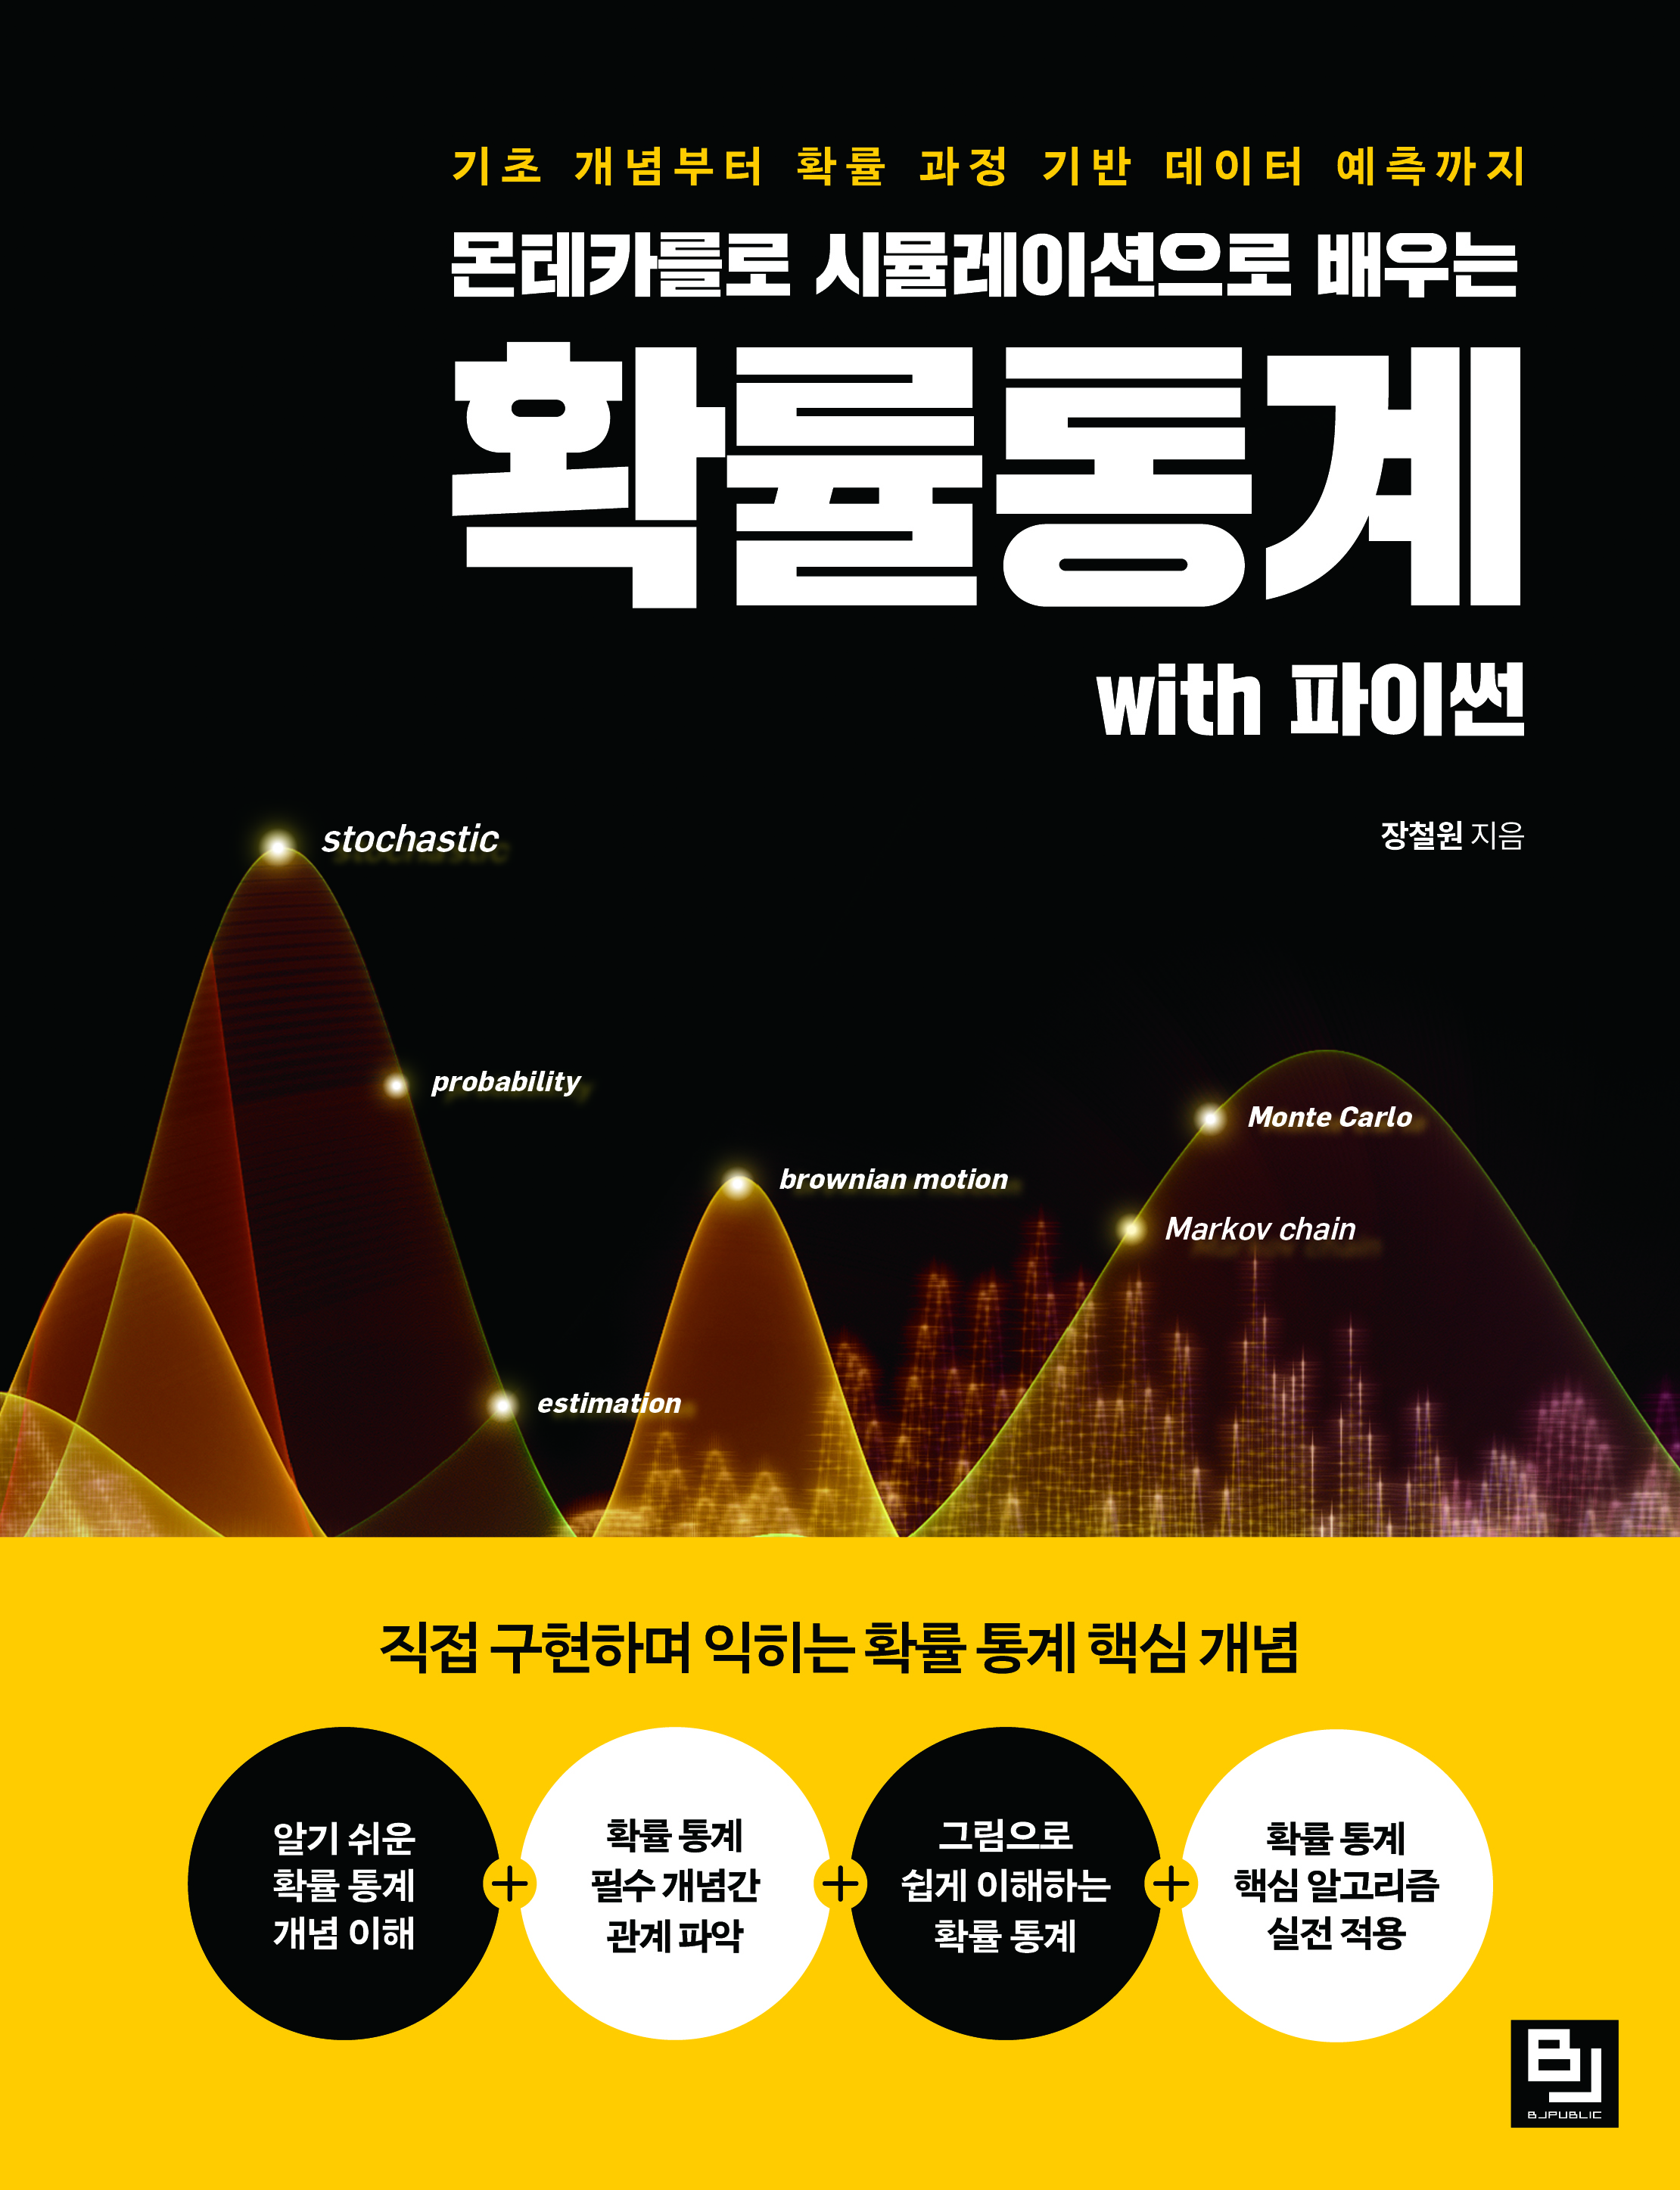 기초 개념부터 확률 과정 기반 데이터 예측까지
몬테카를로 시뮬레이션으로 배우는
확률통계
with 파이썬
장철원 지음
stochastic
probability
Monte Carlo
brownian motion
Markov chain
estimation
직접 구현하며 익히는 확률 통계 핵심 개념
알기 쉬운
확률 통계
개념 이해
+
확률 통계
필수 개념간
관계 파악
+
그림으로
쉽게 이해하는
확률 통계
+
확률 통계
핵심 알고리즘
실전 적용
BJ
BJPUBLIC